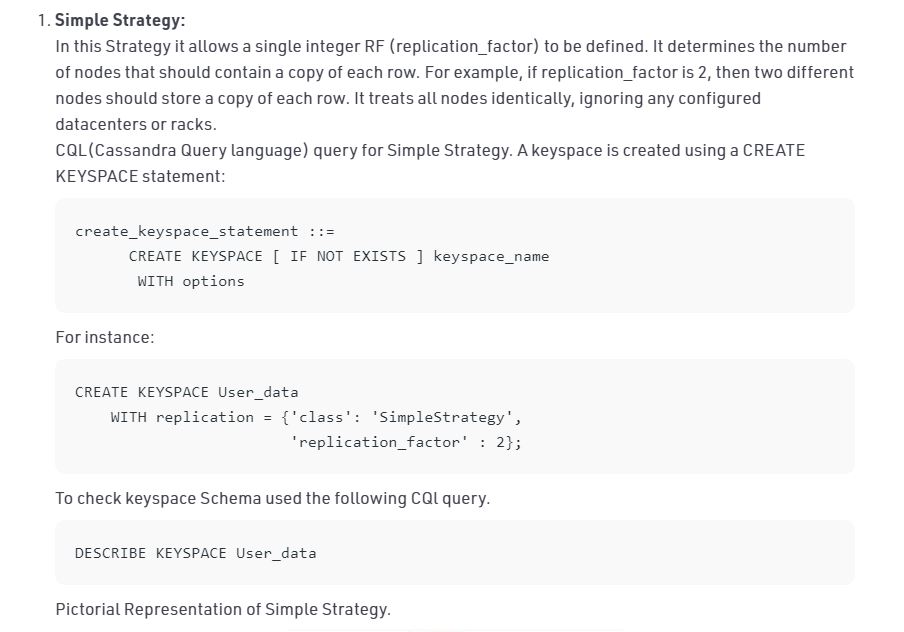 1. Simple Strategy:
In this Strategy it allows a single integer RF (replication_factor) to be defined. It determines the number
of nodes that should contain a copy of each row. For example, if replication_factor is 2, then two different
nodes should store a copy of each row. It treats all nodes identically, ignoring any configured
datacenters or racks.
CQL(Cassandra Query language) query for Simple Strategy. A keyspace is created using a CREATE
KEYSPACE statement:
create_keyspace_statement ::=
CREATE KEYSPACE [ IF NOT EXISTS ] keyspace_name
WITH options
For instance:
CREATE KEYSPACE User_data
WITH replication = {'class': 'SimpleStrategy',
'replication_factor' : 2};
To check keyspace Schema used the following CQl query.
DESCRIBE KEYSPACE User_data
Pictorial Representation of Simple Strategy.